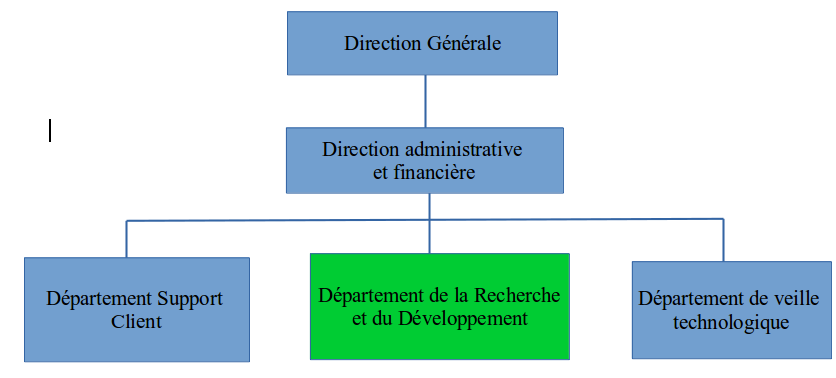 Direction Générale
Direction administrative
et financière
Département Support
Client
Département de la Recherche
et du Développement
Département de veille
technologique